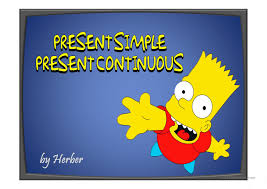 PRESENT SIMPLE
PRESENT CONTINUOUS
by Herber